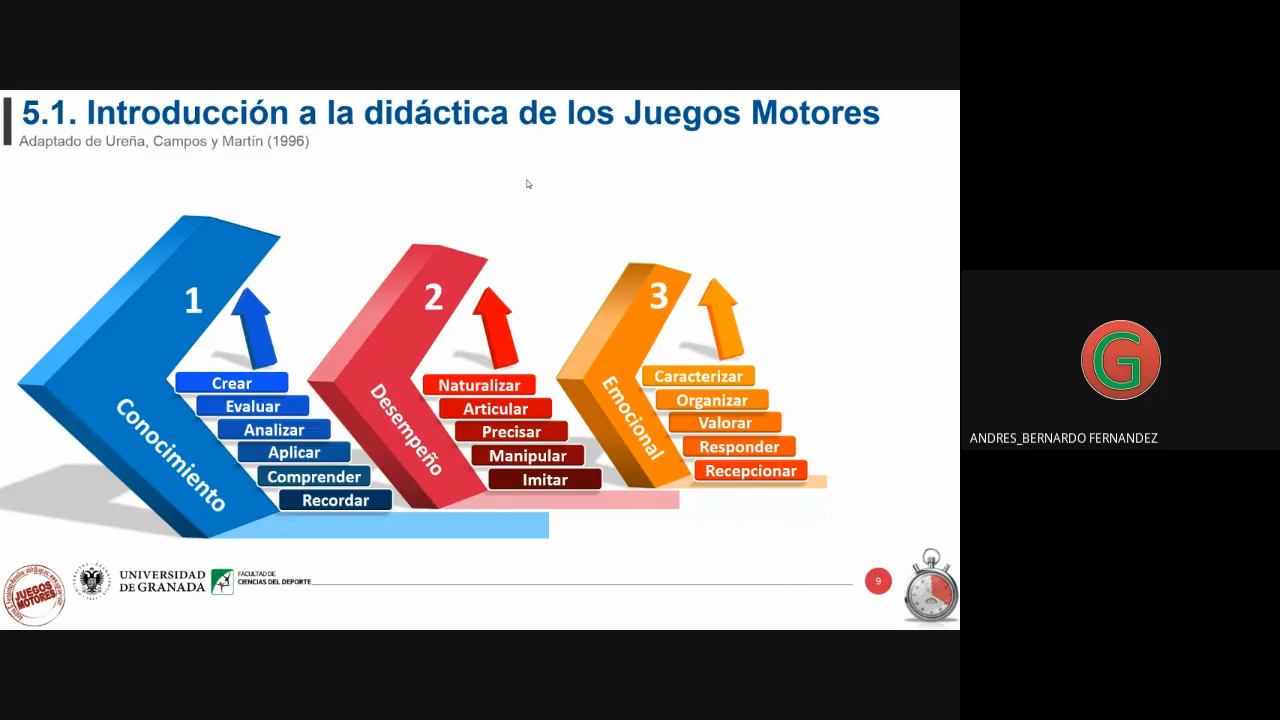 5.1. Introducción a la didáctica de los Juegos Motores
Adaptado de Ureña, Campos y Martín (1996)
1
Conocimiento
Crear
Evaluar
Analizar
Aplicar
Comprender
Recordar
2
Desempeño
Naturalizar
Articular
Precisar
Manipular
Imitar
3
Emocional
Caracterizar
Organizar
Valorar
Responder
Recepcionar
JUEGOS
MOTORES
UNIVERSIDAD
DE GRANADA
FACULTAD DE
CIENCIAS DEL DEPORTE
9
G
ANDRES_BERNARDO FERNANDEZ